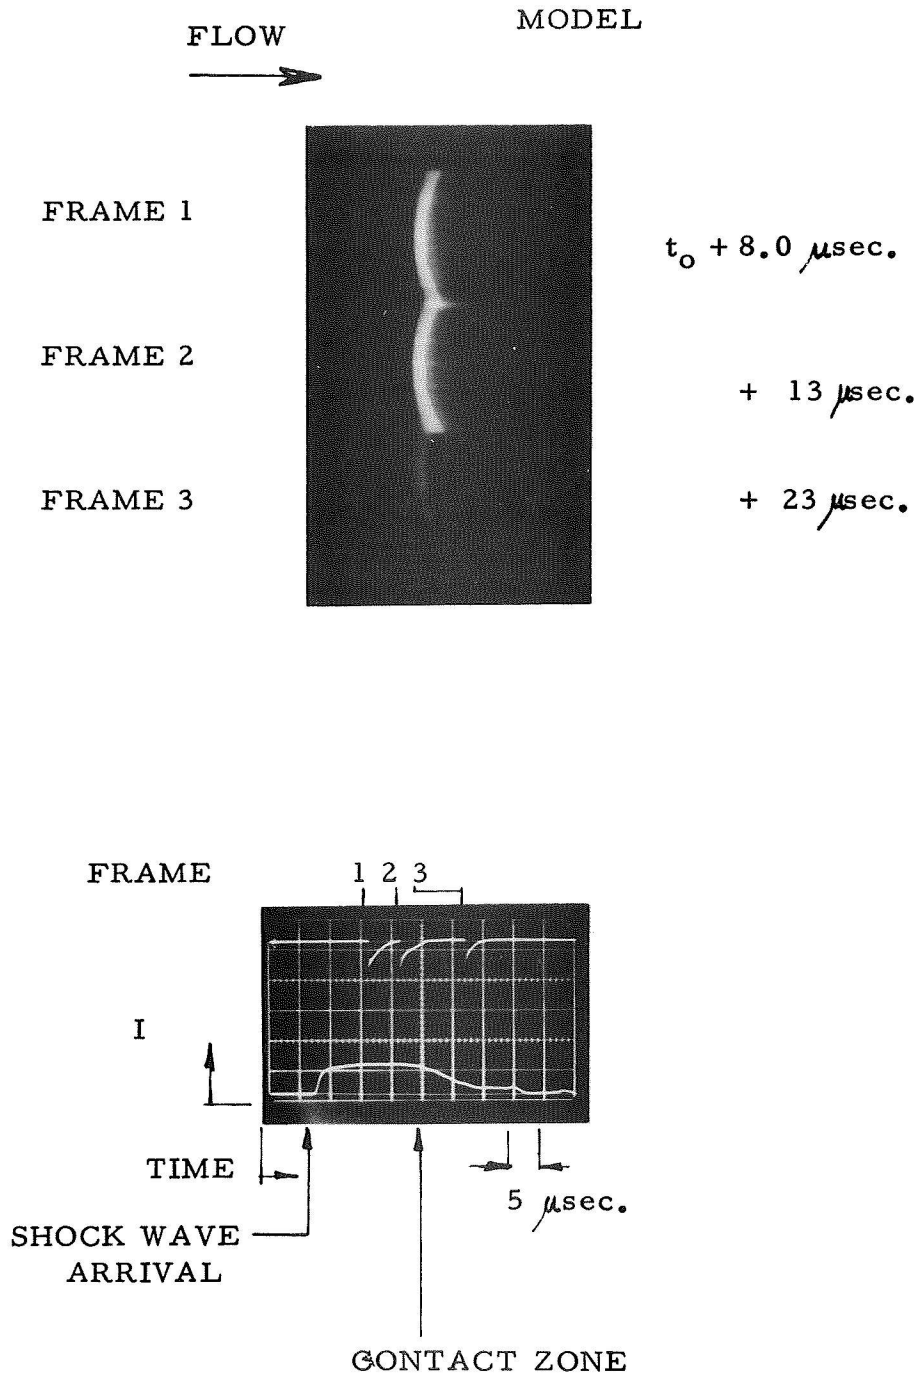 MODEL
FLOW
FRAME 1
t₀ + 8.0 μsec.
FRAME 2
+ 13 μsec.
FRAME 3
+ 23 μsec.
FRAME 1 2 3
I
TIME
5 μsec.
SHOCK WAVE
ARRIVAL
CONTACT ZONE